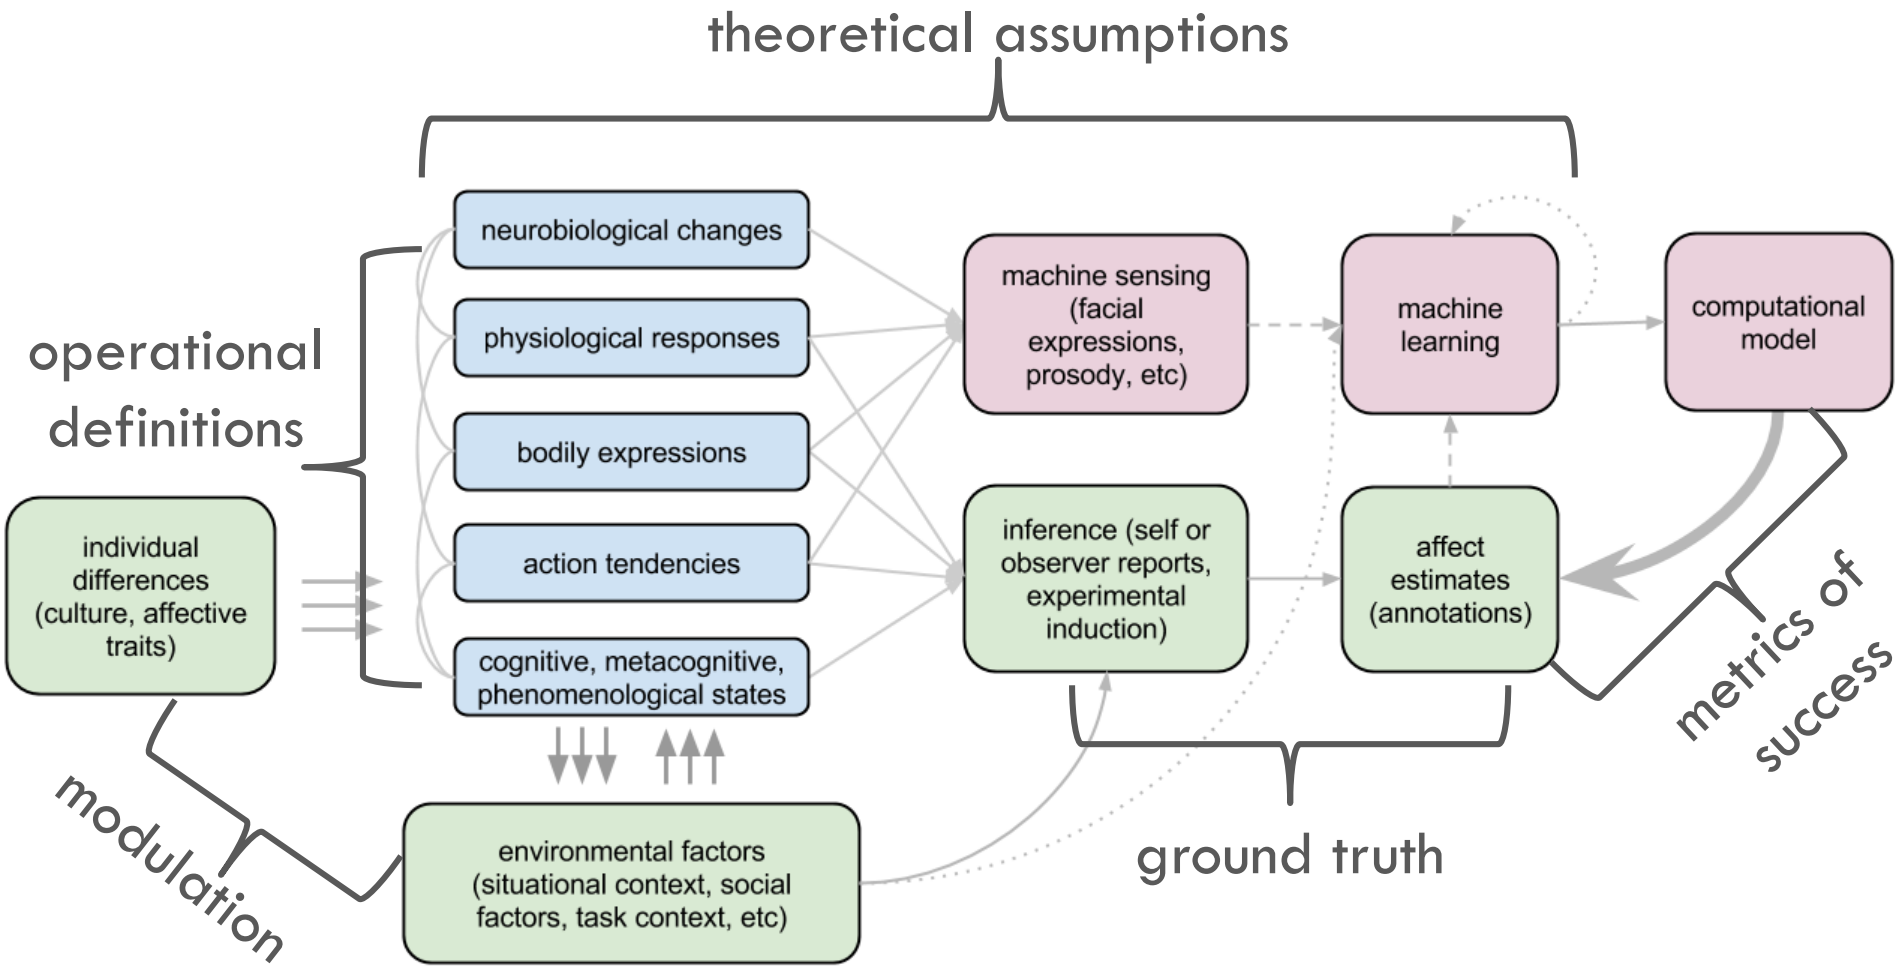 theoretical assumptions
neurobiological changes
physiological responses
bodily expressions
action tendencies
cognitive, metacognitive,
phenomenological states
operational
definitions
individual
differences
(culture, affective
traits)
machine sensing
(facial
expressions,
prosody, etc)
machine
learning
computational
model
inference (self or
observer reports,
experimental
induction)
affect
estimates
(annotations)
metrics of
success
modulation
environmental factors
(situational context, social
factors, task context, etc)
ground truth